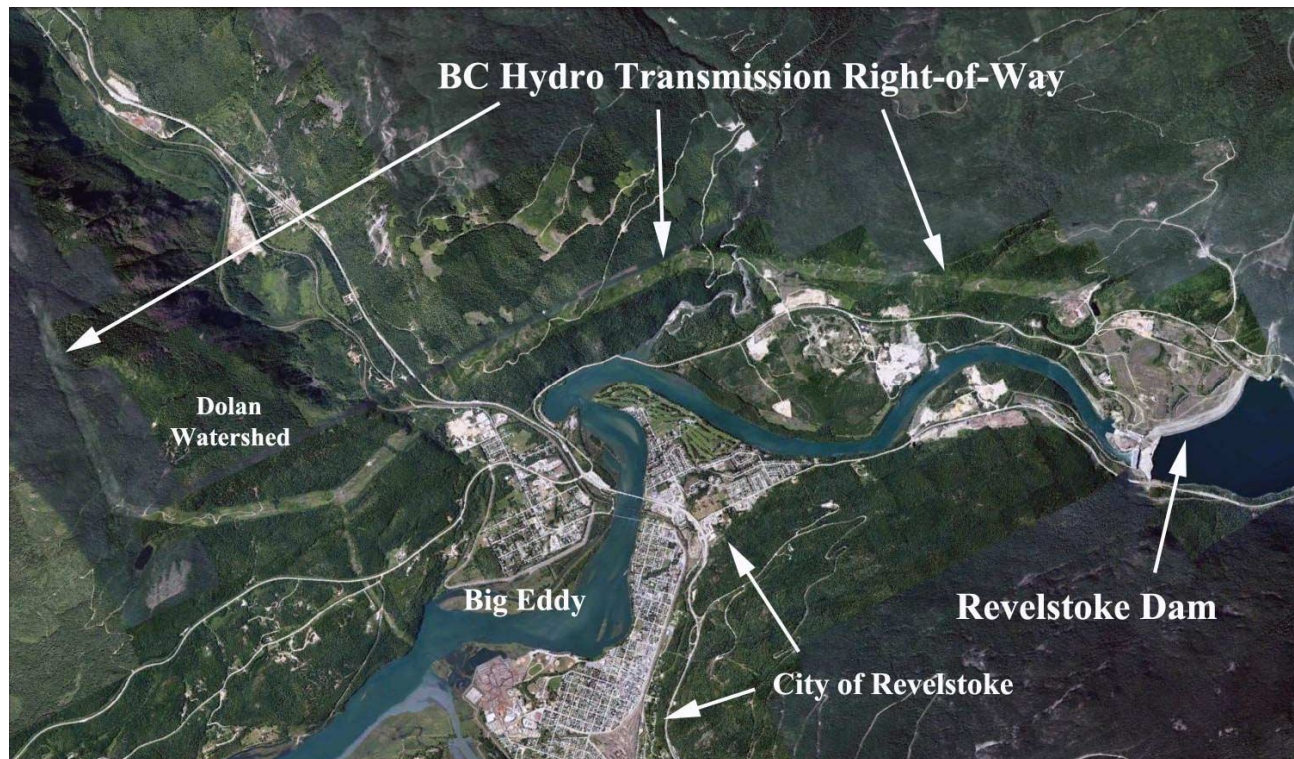 BC Hydro Transmission Right-of-Way
Dolan
Watershed
Big Eddy
Revelstoke Dam
City of Revelstoke